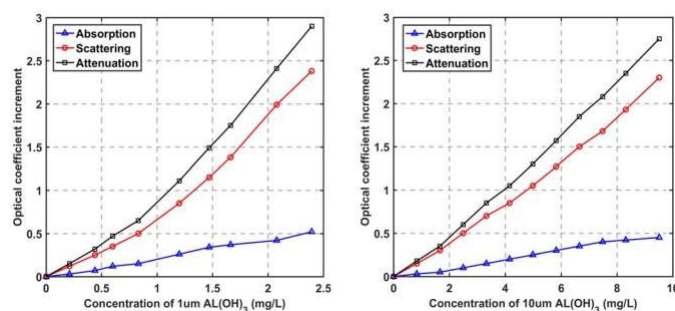 Optical coefficient increment
3
2.5
2
1.5
1
0.5
0
Absorption
Scattering
Attenuation
0 0.5 1 1.5 2 2.5
Concentration of 1um AL(OH)3 (mg/L)
Optical coefficient increment
3
2.5
2
1.5
1
0.5
0
Absorption
Scattering
Attenuation
0 2 4 6 8 10
Concentration of 10um AL(OH)3 (mg/L)